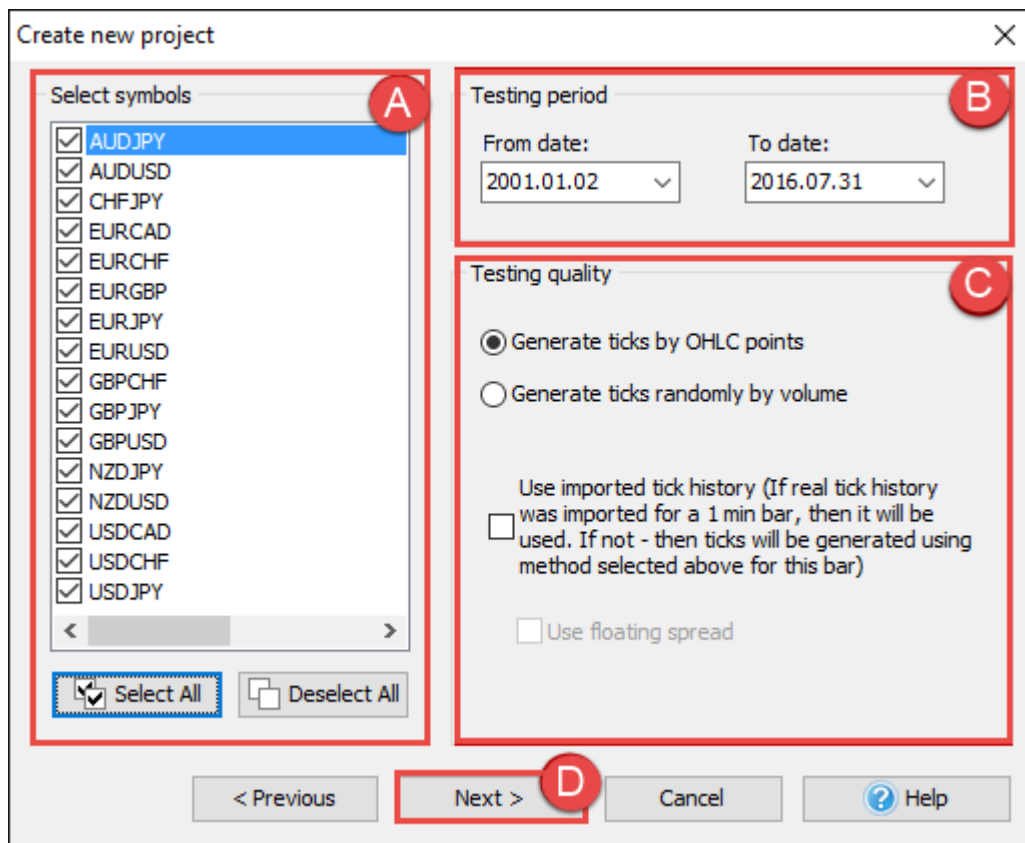 Create new project
Select symbols
A
AUDJPY
AUDUSD
CHFJPY
EURCAD
EURCHF
EURGBP
EURJPY
EURUSD
GBPCHF
GBPJPY
GBPUSD
NZDJPY
NZDUSD
USDCAD
USDCHF
USDJPY
Select All
Deselect All
Testing period
B
From date:
To date:
2001.01.02
2016.07.31
Testing quality
C
Generate ticks by OHLC points
Generate ticks randomly by volume
Use imported tick history (If real tick history
was imported for a 1 min bar, then it will be
used. If not - then ticks will be generated using
method selected above for this bar)
Use floating spread
< Previous
Next >
D
Cancel
Help